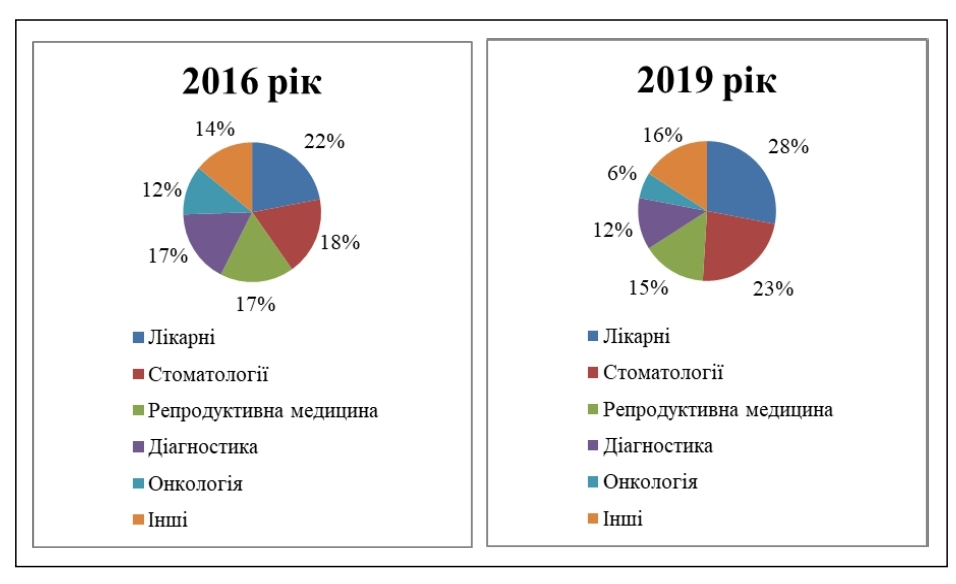 2016 рік
14%
22%
12%
18%
17%
17%
Лікарні
Стоматології
Репродуктивна медицина
Діагностика
Онкологія
Інші
2019 рік
16%
28%
6%
12%
15%
23%
Лікарні
Стоматології
Репродуктивна медицина
Діагностика
Онкологія
Інші